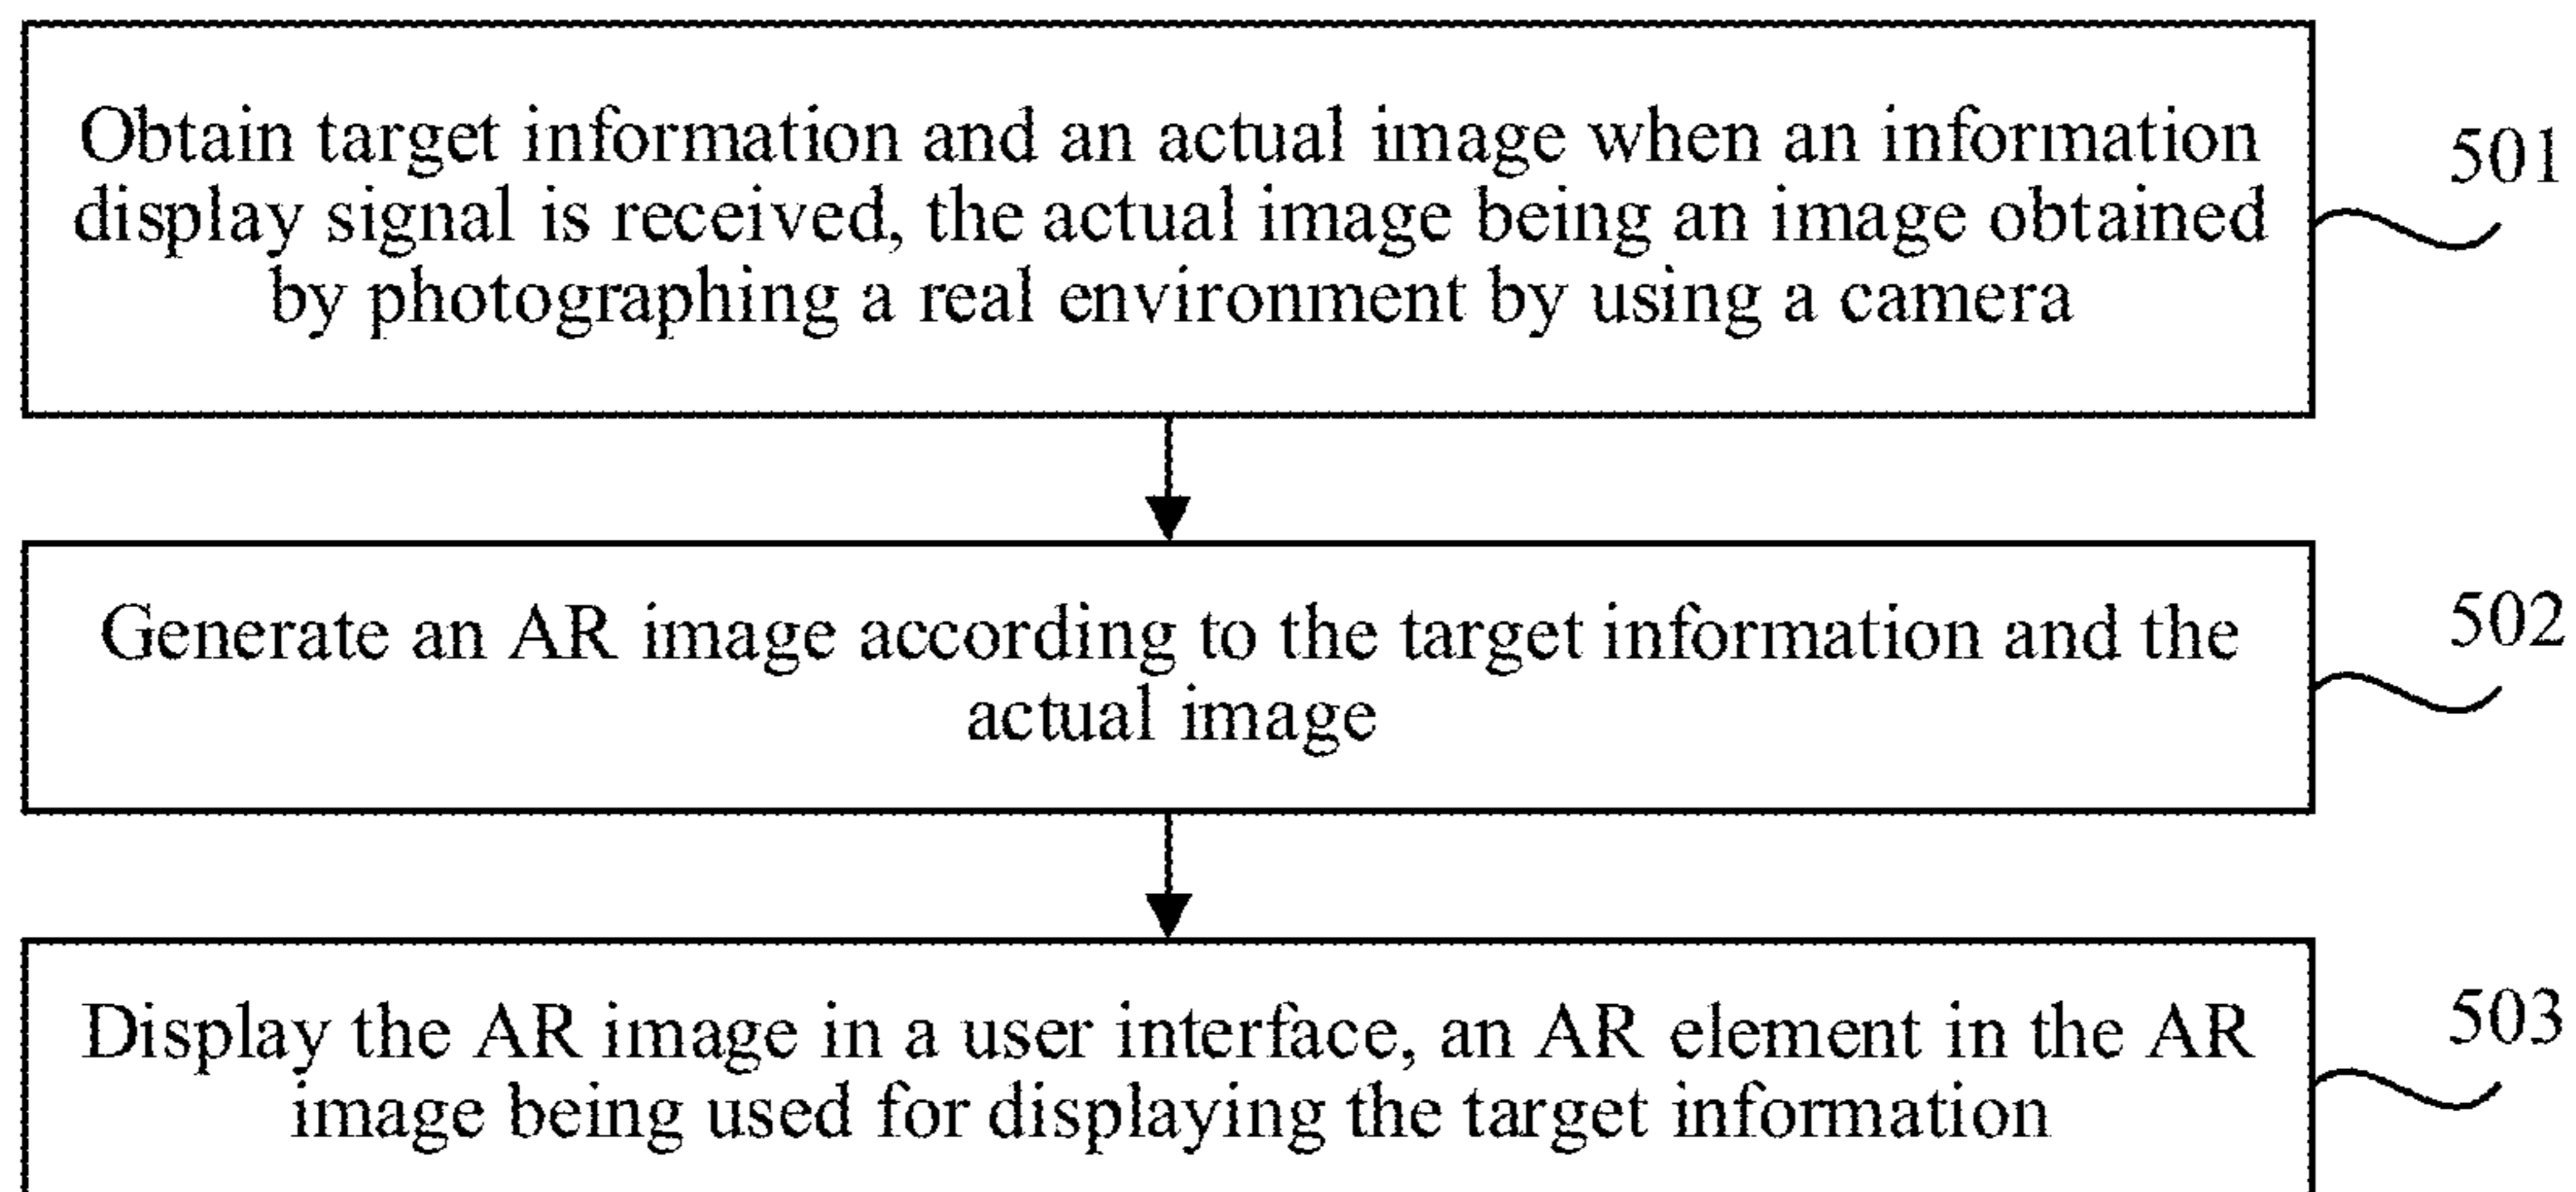 Obtain target information and an actual image when an information
display signal is received, the actual image being an image obtained
by photographing a real environment by using a camera
501
Generate an AR image according to the target information and the
actual image
502
Display the AR image in a user interface, an AR element in the AR
image being used for displaying the target information
503